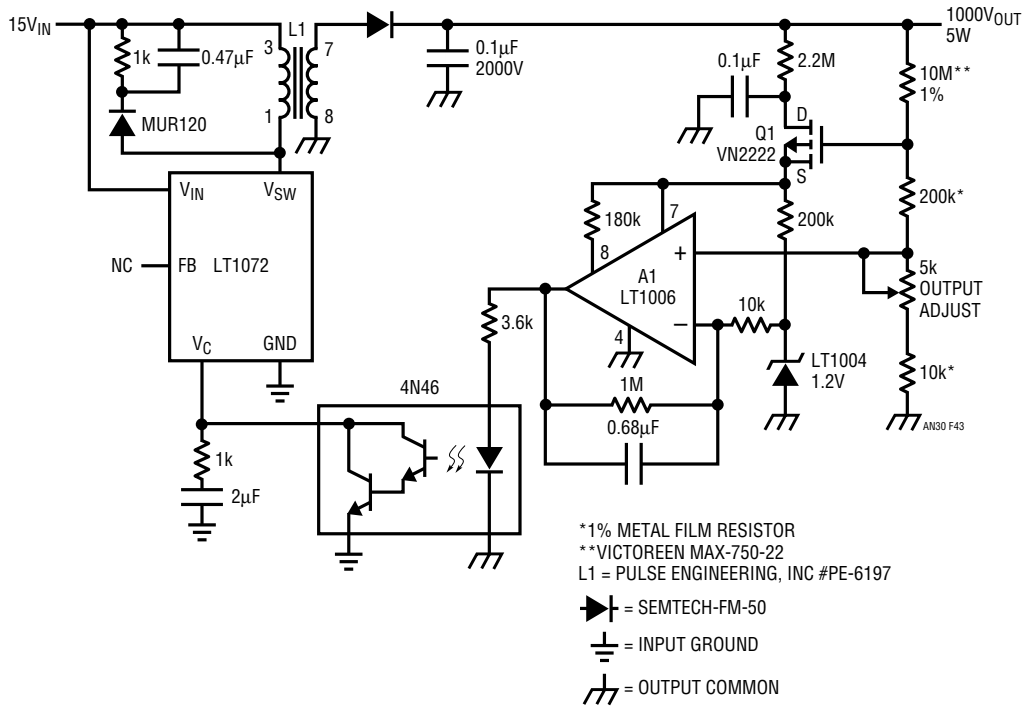 15VIN
1k
0.47µF
MUR120
L1
3
7
1
8
0.1µF
2000V
1000VOUT
5W
2.2M
0.1µF
10M**
1%
D
Q1
VN2222
S
200k*
VIN
VSW
NC
FB
LT1072
VC
GND
180k
7
200k
8
+
A1
LT1006
5k
OUTPUT
ADJUST
3.6k
–
10k
4
LT1004
1.2V
10k*
1M
0.68µF
AN30 F43
4N46
1k
2µF
*1% METAL FILM RESISTOR
**VICTOREEN MAX-750-22
L1 = PULSE ENGINEERING, INC #PE-6197
= SEMTECH-FM-50
= INPUT GROUND
= OUTPUT COMMON